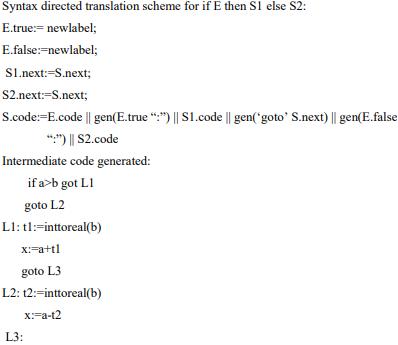 Syntax directed translation scheme for if E then S1 else S2:
E.true:= newlabel;
E.false:=newlabel;
S1.next:=S.next;
S2.next:=S.next;
S.code:=E.code || gen(E.true “:”) || S1.code || gen(‘goto’ S.next) || gen(E.false
“:”) || S2.code
Intermediate code generated:
if a>b got L1
goto L2
L1: t1:=inttoreal(b)
x:=a+t1
goto L3
L2: t2:=inttoreal(b)
x:=a-t2
L3: